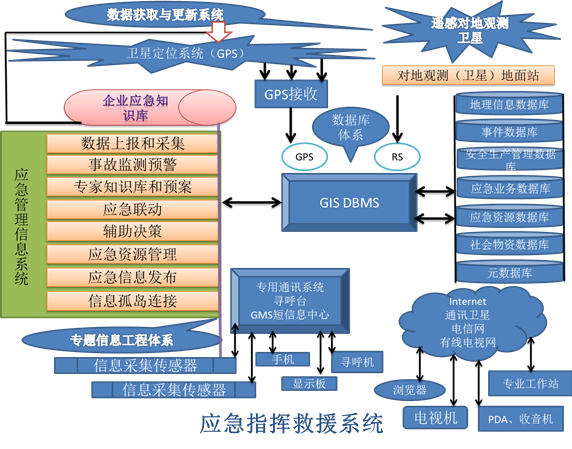 数据获取与更新系统
遥感对地观测
卫星
卫星定位系统（GPS）
对地观测（卫星）地面站
企业应急知
识库
GPS接收
数据库
体系
GPS
RS
地理信息数据库
事件数据库
安全生产管理数据
库
应急业务数据库
应急资源数据库
社会物资数据库
元数据库
应急管理信息系统
数据上报和采集
事故监测预警
专家知识库和预案
应急联动
辅助决策
应急资源管理
应急信息发布
信息孤岛连接
GIS DBMS
专用通讯系统
寻呼台
GMS短信息中心
Internet
通讯卫星
电信网
有线电视网
专题信息工程体系
信息采集传感器
信息采集传感器
手机
寻呼机
显示板
浏览器
专业工作站
电视机
PDA、收音机
应急指挥救援系统